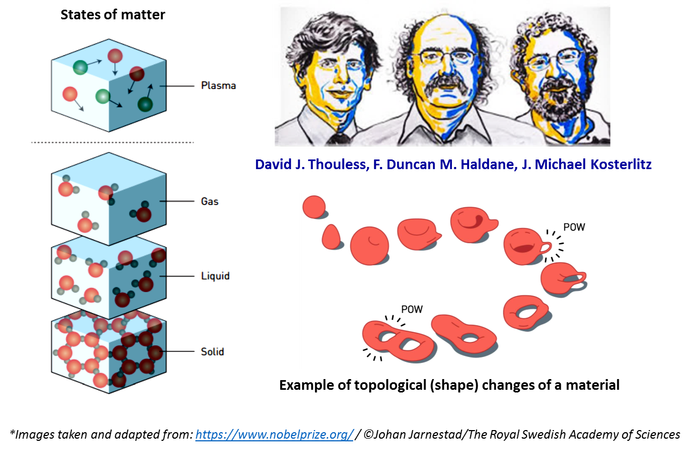 States of matter
Plasma
Gas
Liquid
Solid
David J. Thouless, F. Duncan M. Haldane, J. Michael Kosterlitz
POW
POW
Example of topological (shape) changes of a material
*Images taken and adapted from: https://www.nobelprize.org/ / ©Johan Jarnestad/The Royal Swedish Academy of Sciences